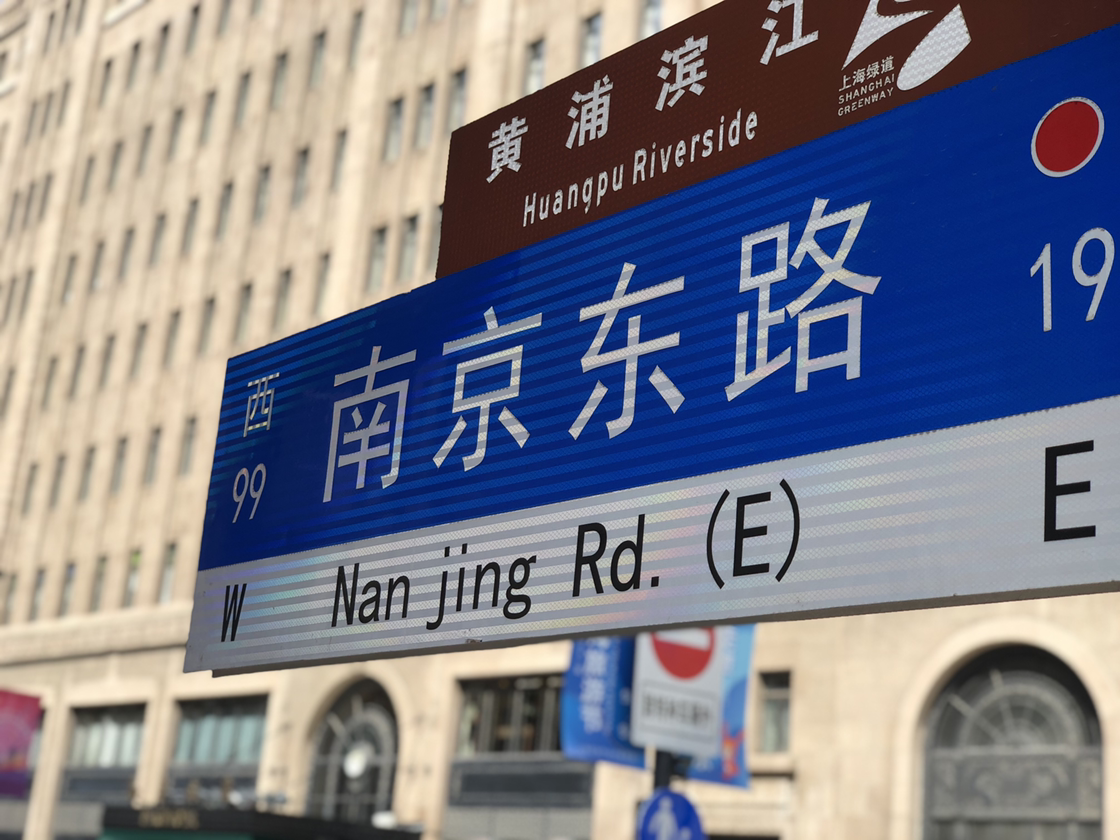 黄浦滨江
Huangpu Riverside
上海绿道
SHANGHAI
GREENWAY
西
99
南京东路
19
W
Nan jing Rd. (E)
E